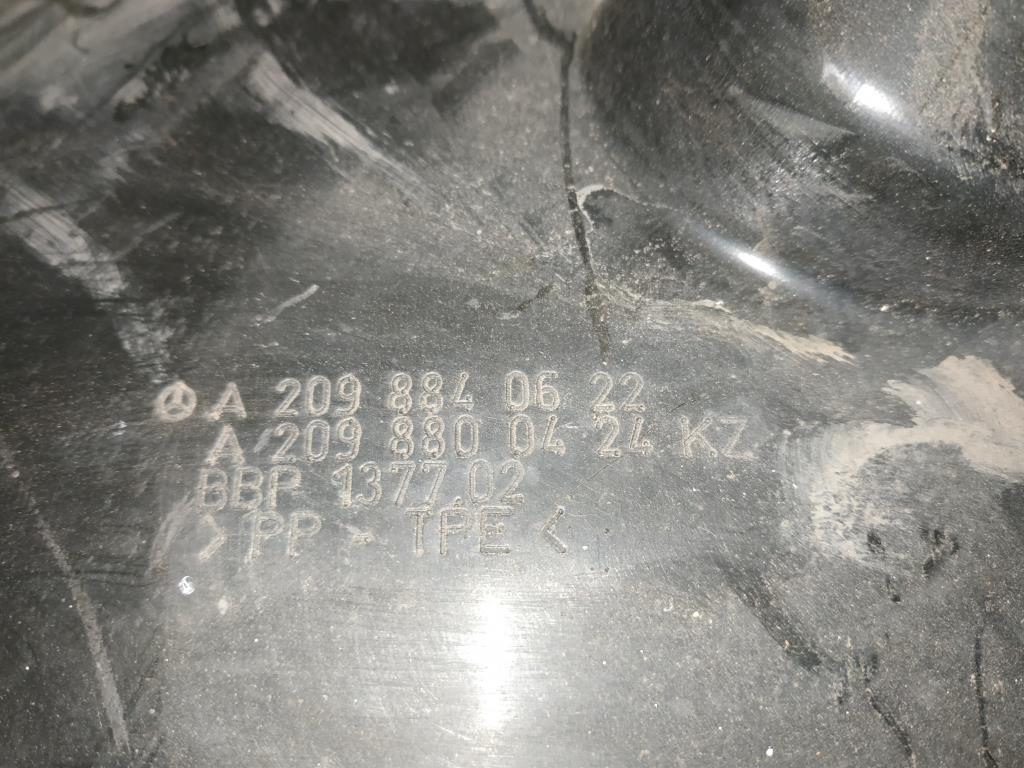 A 209 884 06 22
A 209 880 04 24 KZ
BBP 1377.02
> PP - TPE <